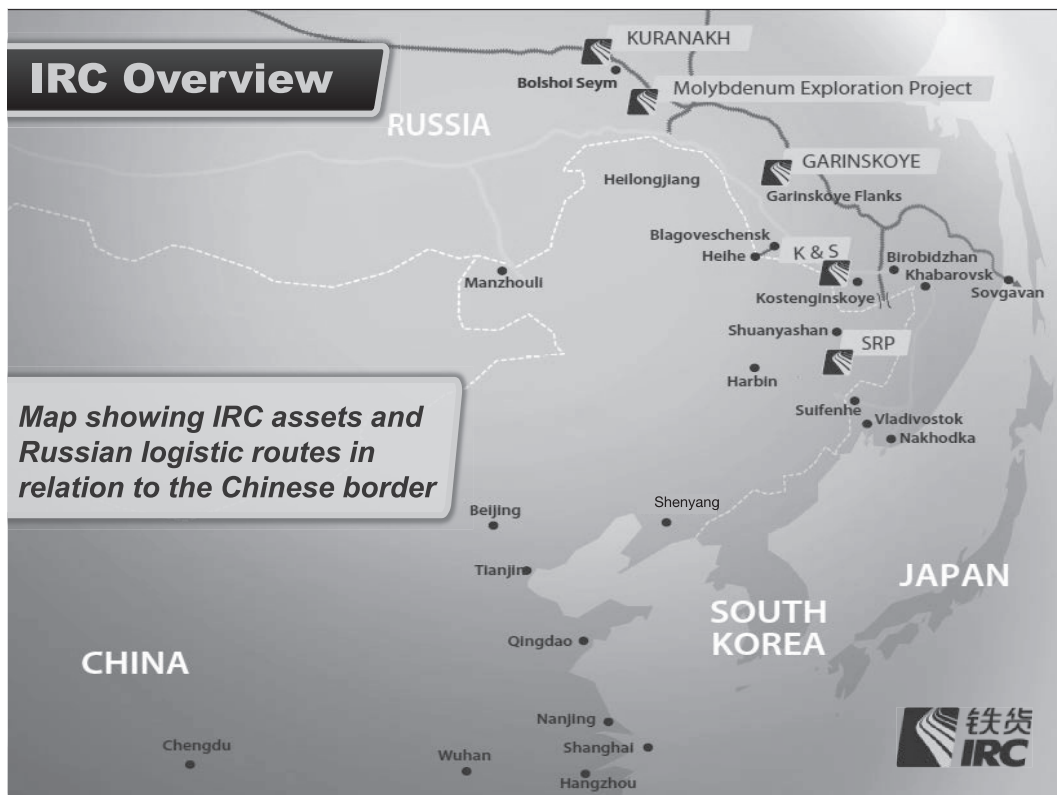 IRC Overview
KURANAKH
Bolshoi Seym
Molybdenum Exploration Project
RUSSIA
GARINSKOYE
Heilongjiang
Garinskoye Flanks
Blagoveschensk
Heihe
K & S
Birobidzhan
Khabarovsk
Manzhouli
Kostenginskoye
Sovgavan
Shuanyashan
SRP
Harbin
Map showing IRC assets and
Russian logistic routes in
relation to the Chinese border
Suifenhe
Vladivostok
Nakhodka
Beijing
Shenyang
Tianjin
JAPAN
SOUTH
KOREA
Qingdao
CHINA
Nanjing
Chengdu
Wuhan
Shanghai
Hangzhou
铁货
IRC